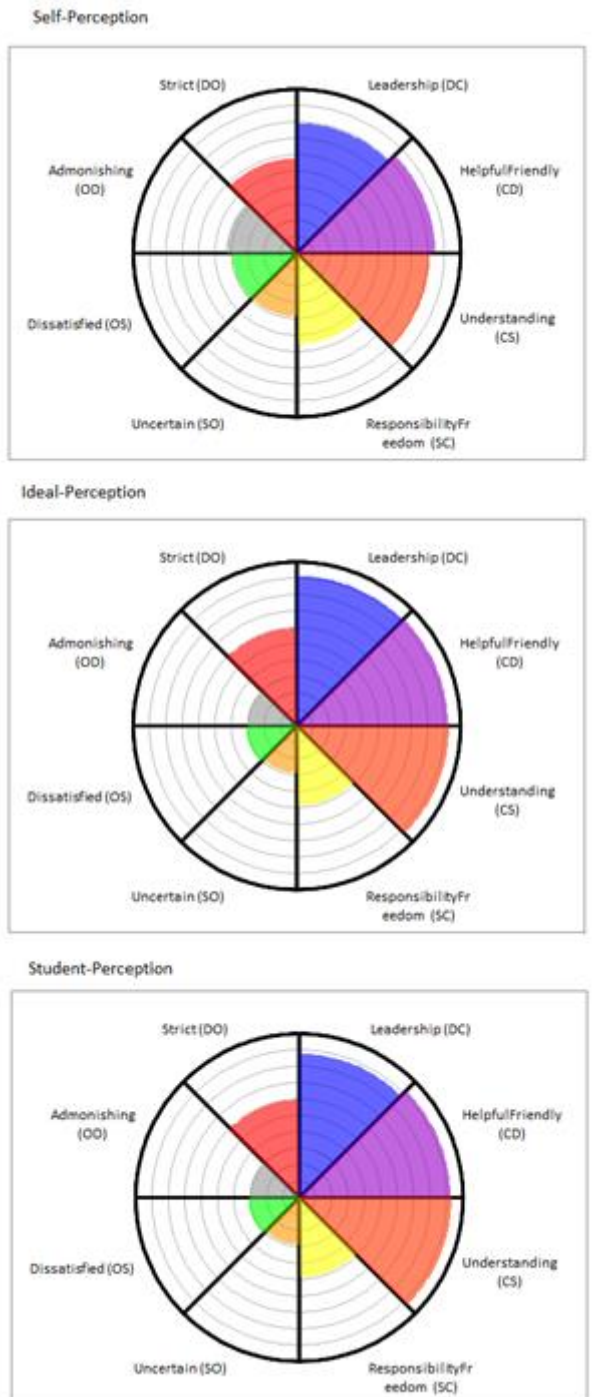 Self-Perception
Strict (DO)
Leadership (DC)
Admonishing
(OO)
HelpfulFriendly
(CD)
Dissatisfied (OS)
Understanding
(CS)
Uncertain (SO)
ResponsibilityFr
eedom (SC)
Ideal-Perception
Strict (DO)
Leadership (DC)
Admonishing
(OO)
HelpfulFriendly
(CD)
Dissatisfied (OS)
Understanding
(CS)
Uncertain (SO)
ResponsibilityFr
eedom (SC)
Student-Perception
Strict (DO)
Leadership (DC)
Admonishing
(OO)
HelpfulFriendly
(CD)
Dissatisfied (OS)
Understanding
(CS)
Uncertain (SO)
ResponsibilityFr
eedom (SC)